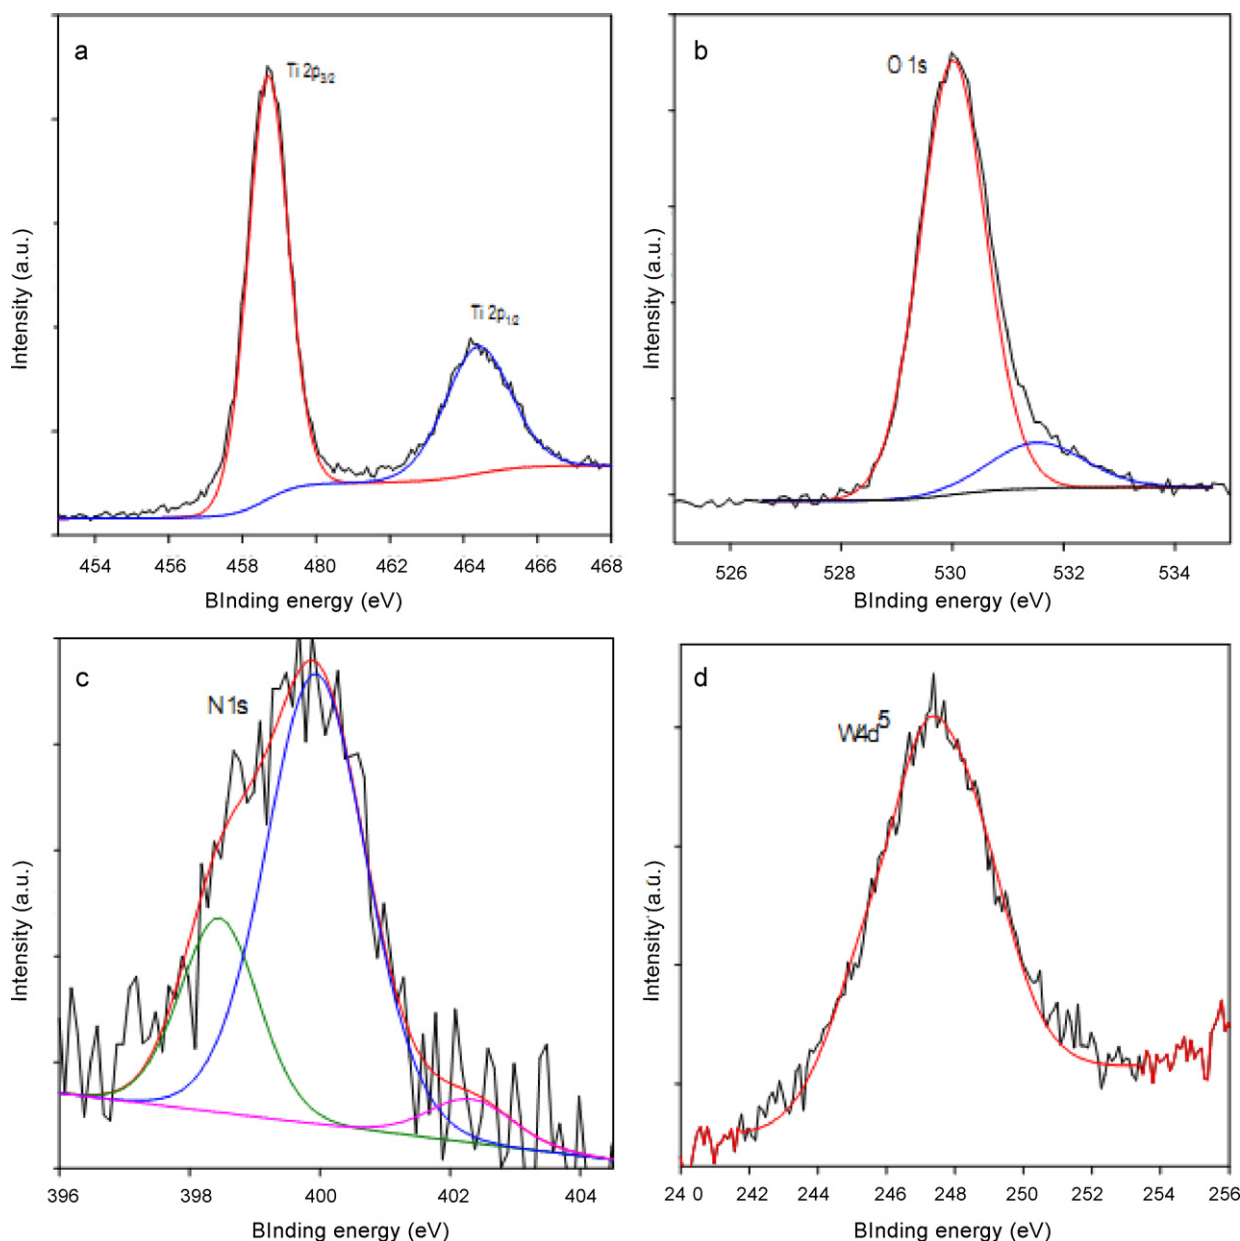 a
Ti 2p3/2
Ti 2p1/2
Intensity (a.u.)
454 456 458 480 482 464 466 468
BInding energy (eV)
b
O 1s
Intensity (a.u.)
526 528 530 532 534
BInding energy (eV)
c
N 1s
Intensity (a.u.)
396 398 400 402 404
BInding energy (eV)
d
W4d5
Intensity (a.u.)
24 0 242 244 246 248 250 252 254 256
BInding energy (eV)